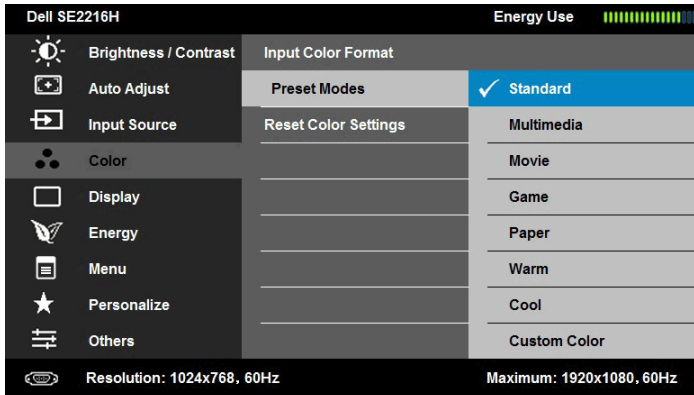 Dell SE2216H Energy Use
Brightness / Contrast Input Color Format
Auto Adjust Preset Modes Standard
Input Source Reset Color Settings Multimedia
Color Movie
Display Game
Energy Paper
Menu Warm
Personalize Cool
Others Custom Color
Resolution: 1024x768, 60Hz Maximum: 1920x1080, 60Hz